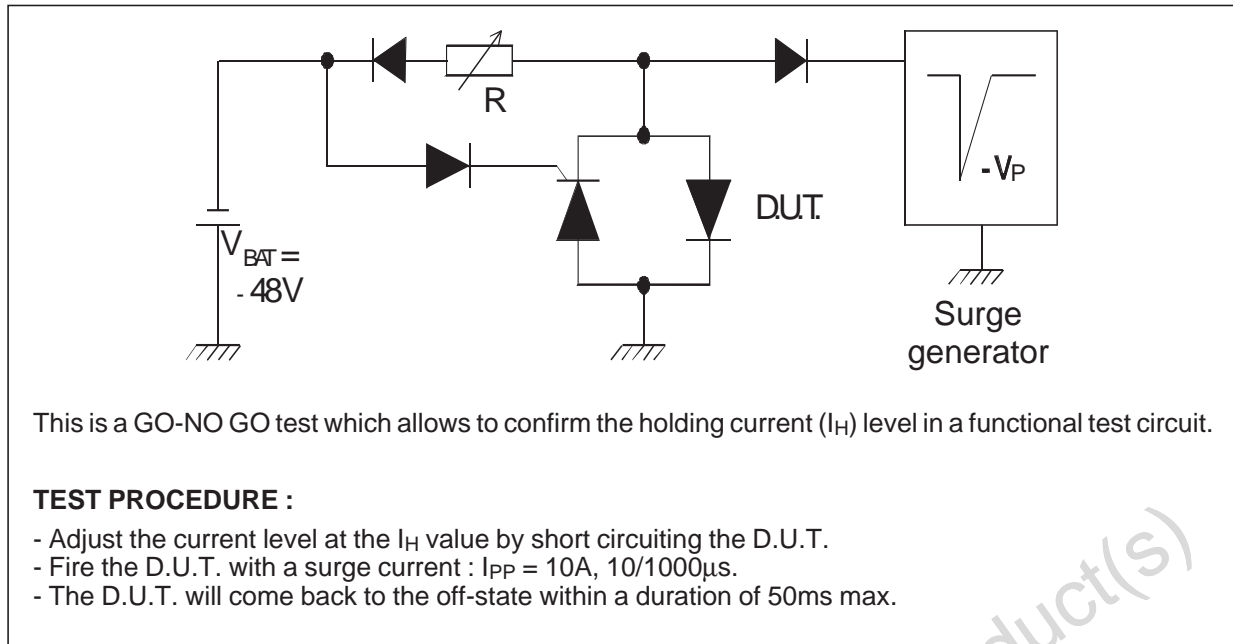 R
D.U.T.
- VP
VBAT =
- 48V
Surge
generator
This is a GO-NO GO test which allows to confirm the holding current (IH) level in a functional test circuit.
TEST PROCEDURE :
- Adjust the current level at the IH value by short circuiting the D.U.T.
- Fire the D.U.T. with a surge current : IPP = 10A, 10/1000μs.
- The D.U.T. will come back to the off-state within a duration of 50ms max.
duct(s)